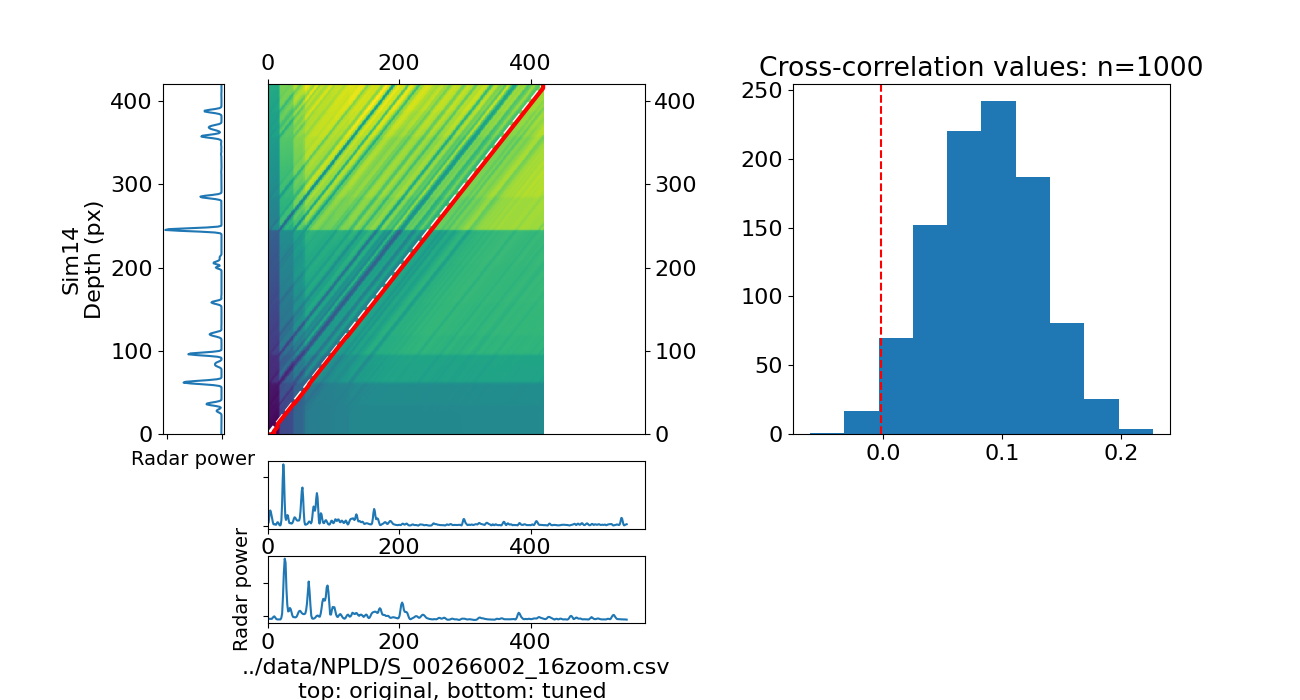 Cross-correlation values: n=1000
0 200 400
400
300
200
100
0
Sim14
Depth (px)
Radar power
400
300
200
100
0
250
200
150
100
50
0
0.0 0.1 0.2
0 200 400
Radar power
0 200 400
../data/NPLD/S_00266002_16zoom.csv
top: original, bottom: tuned